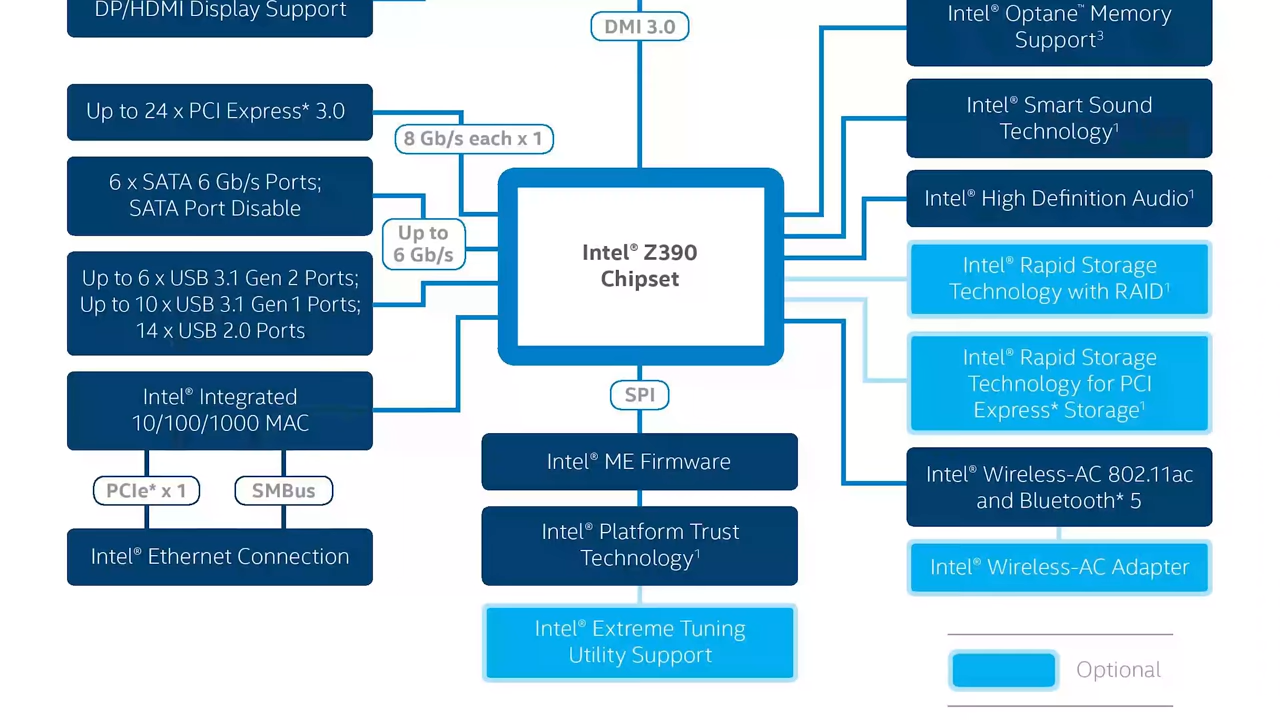 DP/HDMI Display Support
DMI 3.0
Intel® Optane™ Memory
Support³
Up to 24 x PCI Express* 3.0
8 Gb/s each x 1
Intel® Smart Sound
Technology¹
6 x SATA 6 Gb/s Ports;
SATA Port Disable
Up to
6 Gb/s
Intel® High Definition Audio¹
Intel® Z390
Chipset
Up to 6 x USB 3.1 Gen 2 Ports;
Up to 10 x USB 3.1 Gen 1 Ports;
14 x USB 2.0 Ports
Intel® Rapid Storage
Technology with RAID¹
Intel® Rapid Storage
Technology for PCI
Express* Storage¹
Intel® Integrated
10/100/1000 MAC
SPI
Intel® ME Firmware
Intel® Wireless-AC 802.11ac
and Bluetooth* 5
PCIe* x 1
SMBus
Intel® Platform Trust
Technology¹
Intel® Ethernet Connection
Intel® Wireless-AC Adapter
Intel® Extreme Tuning
Utility Support
Optional